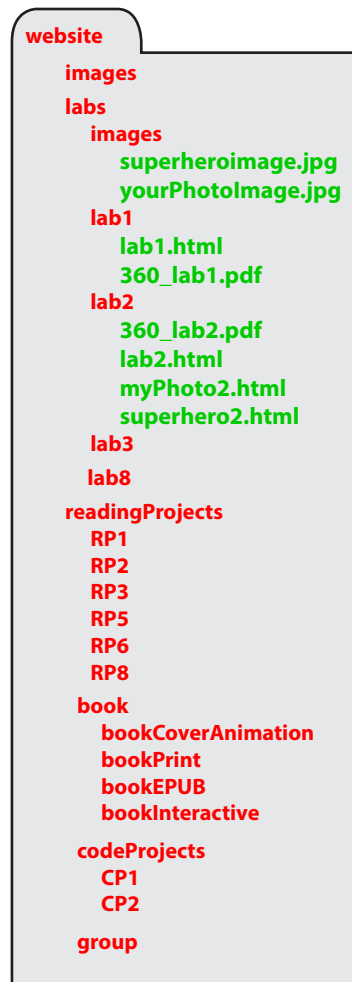 website
images
labs
images
superheroimage.jpg
yourPhotoImage.jpg
lab1
lab1.html
360_lab1.pdf
lab2
360_lab2.pdf
lab2.html
myPhoto2.html
superhero2.html
lab3
lab8
readingProjects
RP1
RP2
RP3
RP5
RP6
RP8
book
bookCoverAnimation
bookPrint
bookEPUB
bookInteractive
codeProjects
CP1
CP2
group